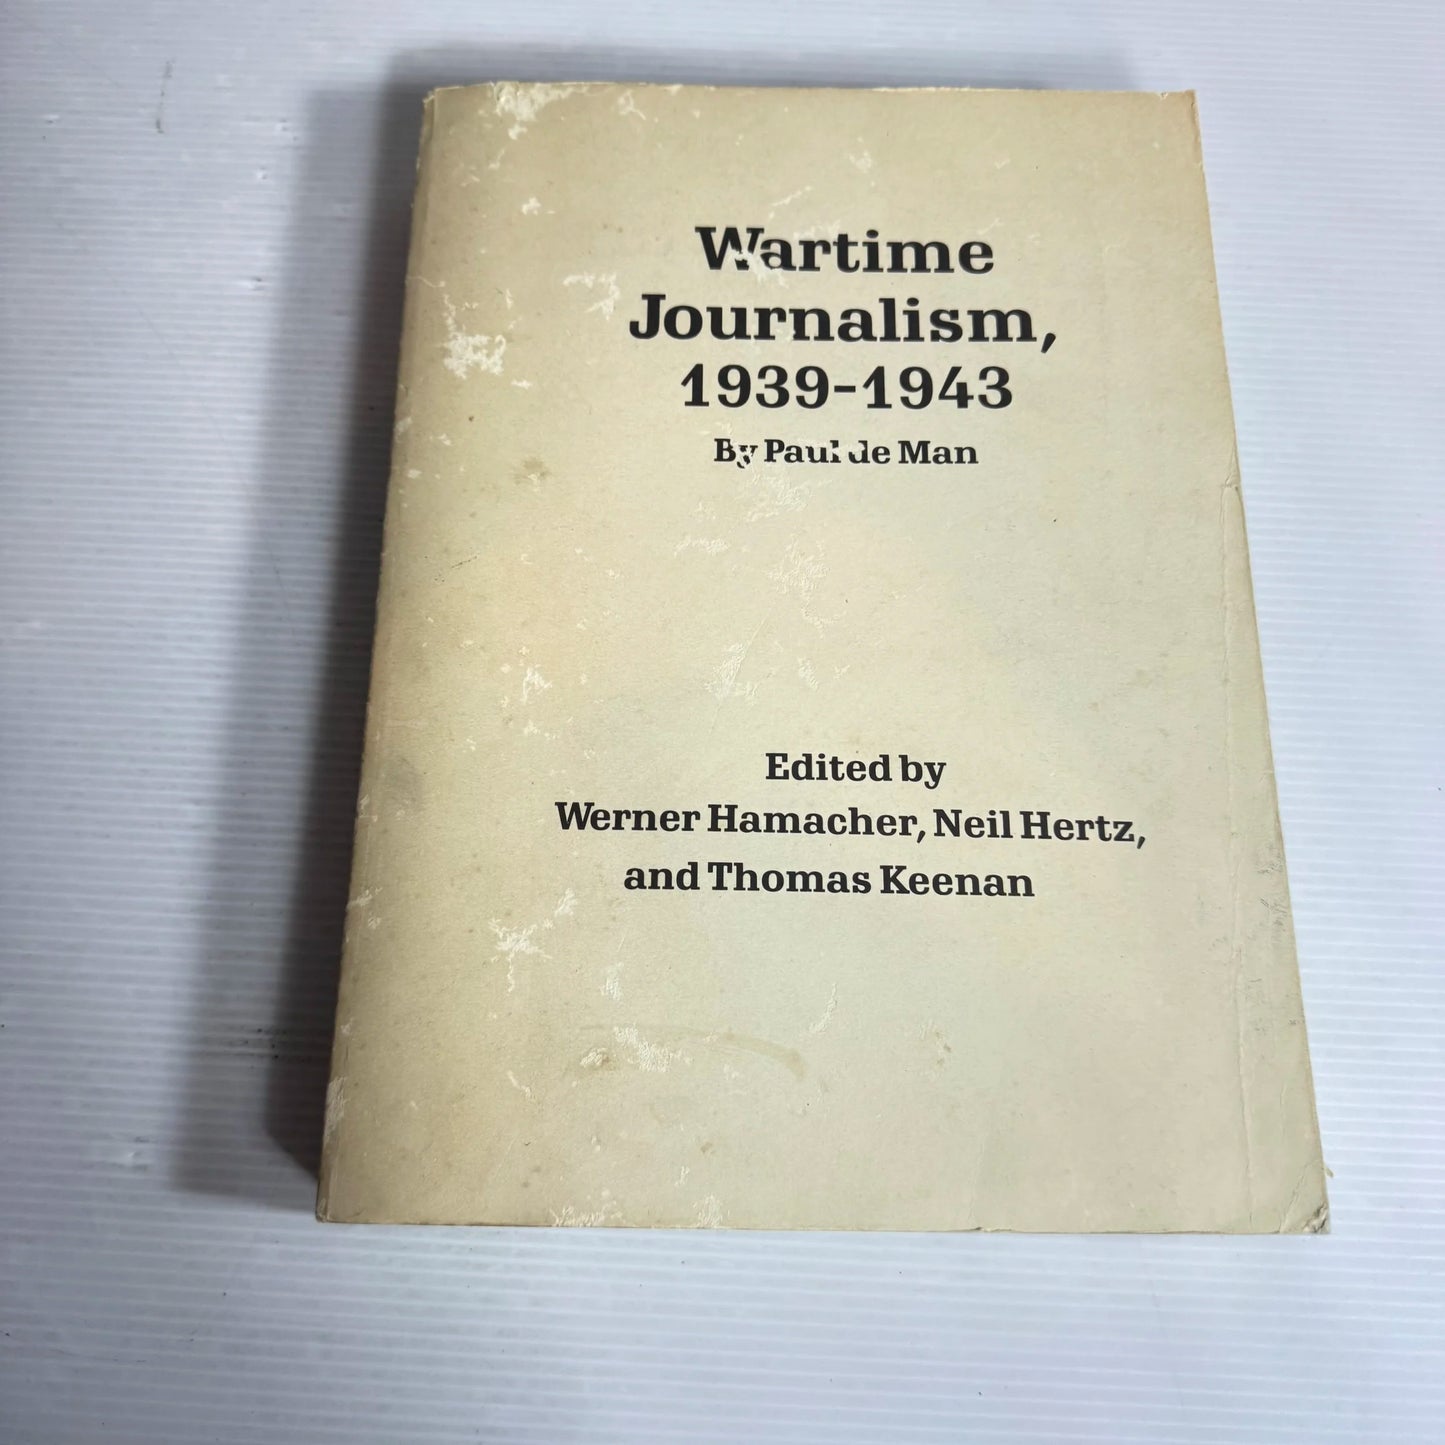 Wartime
Journalism,
1939-1943
By Paul de Man
Edited by
Werner Hamacher, Neil Hertz,
and Thomas Keenan